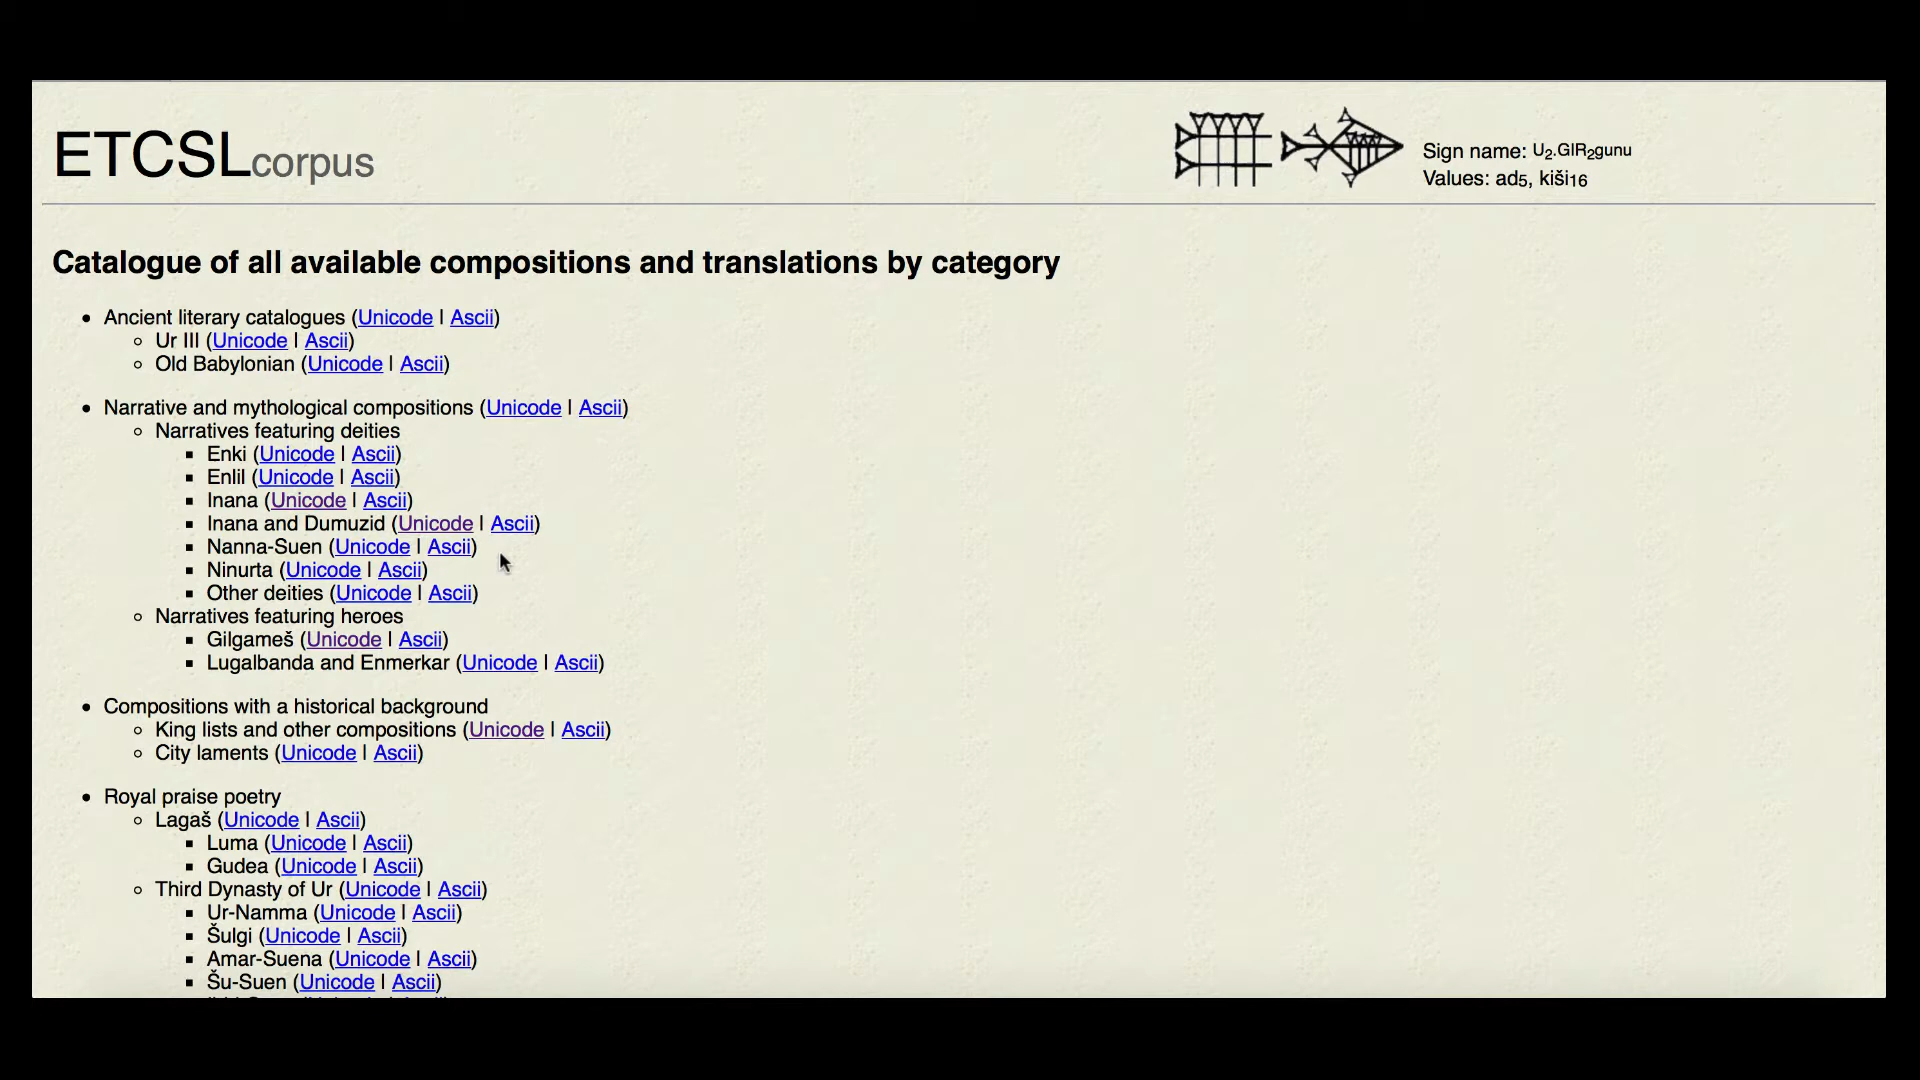 ETCSLcorpus
Sign name: U₂.GIR₂gunu
Values: ad₅, kiši₁₆
Catalogue of all available compositions and translations by category
Ancient literary catalogues (Unicode | Ascii)
Ur III (Unicode | Ascii)
Old Babylonian (Unicode | Ascii)
Narrative and mythological compositions (Unicode | Ascii)
Narratives featuring deities
Enki (Unicode | Ascii)
Enlil (Unicode | Ascii)
Inana (Unicode | Ascii)
Inana and Dumuzid (Unicode | Ascii)
Nanna-Suen (Unicode | Ascii)
Ninurta (Unicode | Ascii)
Other deities (Unicode | Ascii)
Narratives featuring heroes
Gilgameš (Unicode | Ascii)
Lugalbanda and Enmerkar (Unicode | Ascii)
Compositions with a historical background
King lists and other compositions (Unicode | Ascii)
City laments (Unicode | Ascii)
Royal praise poetry
Lagaš (Unicode | Ascii)
Luma (Unicode | Ascii)
Gudea (Unicode | Ascii)
Third Dynasty of Ur (Unicode | Ascii)
Ur-Namma (Unicode | Ascii)
Šulgi (Unicode | Ascii)
Amar-Suena (Unicode | Ascii)
Šu-Suen (Unicode | Ascii)